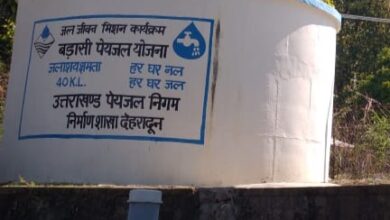 जल जीवन मिशन कार्यक्रम
बड़ासी पेयजल योजना
जलाशयक्षमता हर घर नल
40 K.L. हर घर जल
उत्तराखण्ड पेयजल निगम
निर्माण शाखा देहरादून